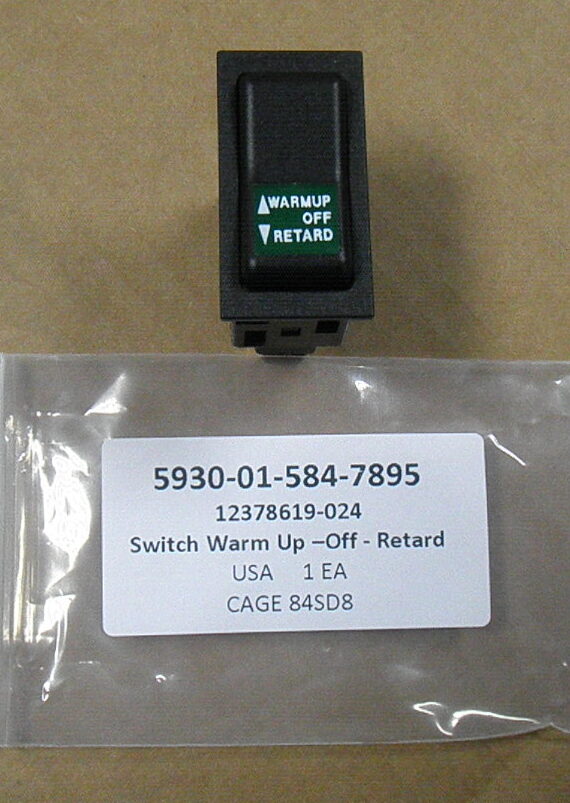 ▲WARMUP
OFF
▼RETARD
5930-01-584-7895
12378619-024
Switch Warm Up –Off - Retard
USA 1 EA
CAGE 84SD8